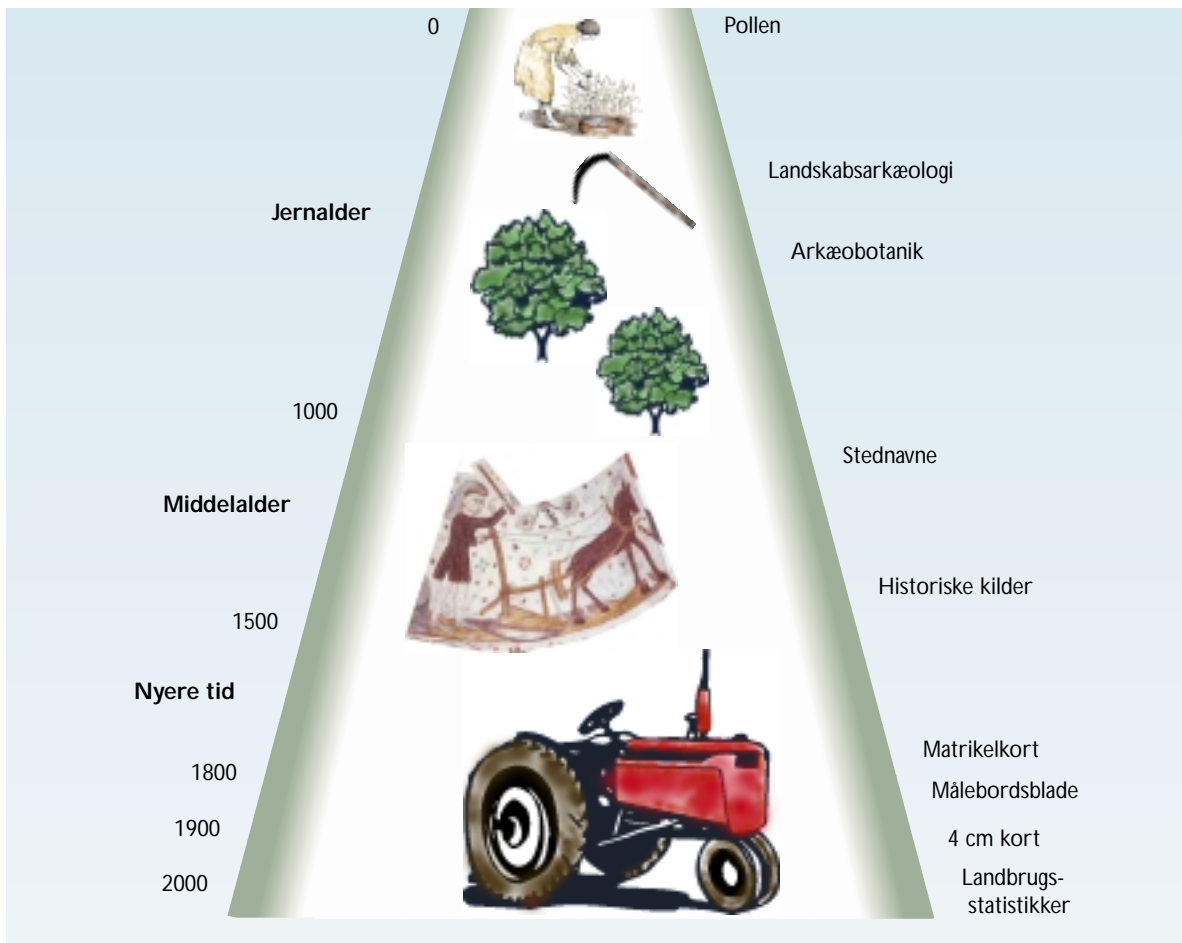 0
Pollen
Landskabsarkæologi
Jernalder
Arkæobotanik
1000
Stednavne
Middelalder
Historiske kilder
1500
Nyere tid
Matrikelkort
1800
Målebordsblade
1900
4 cm kort
2000
Landbrugs-
statistikker